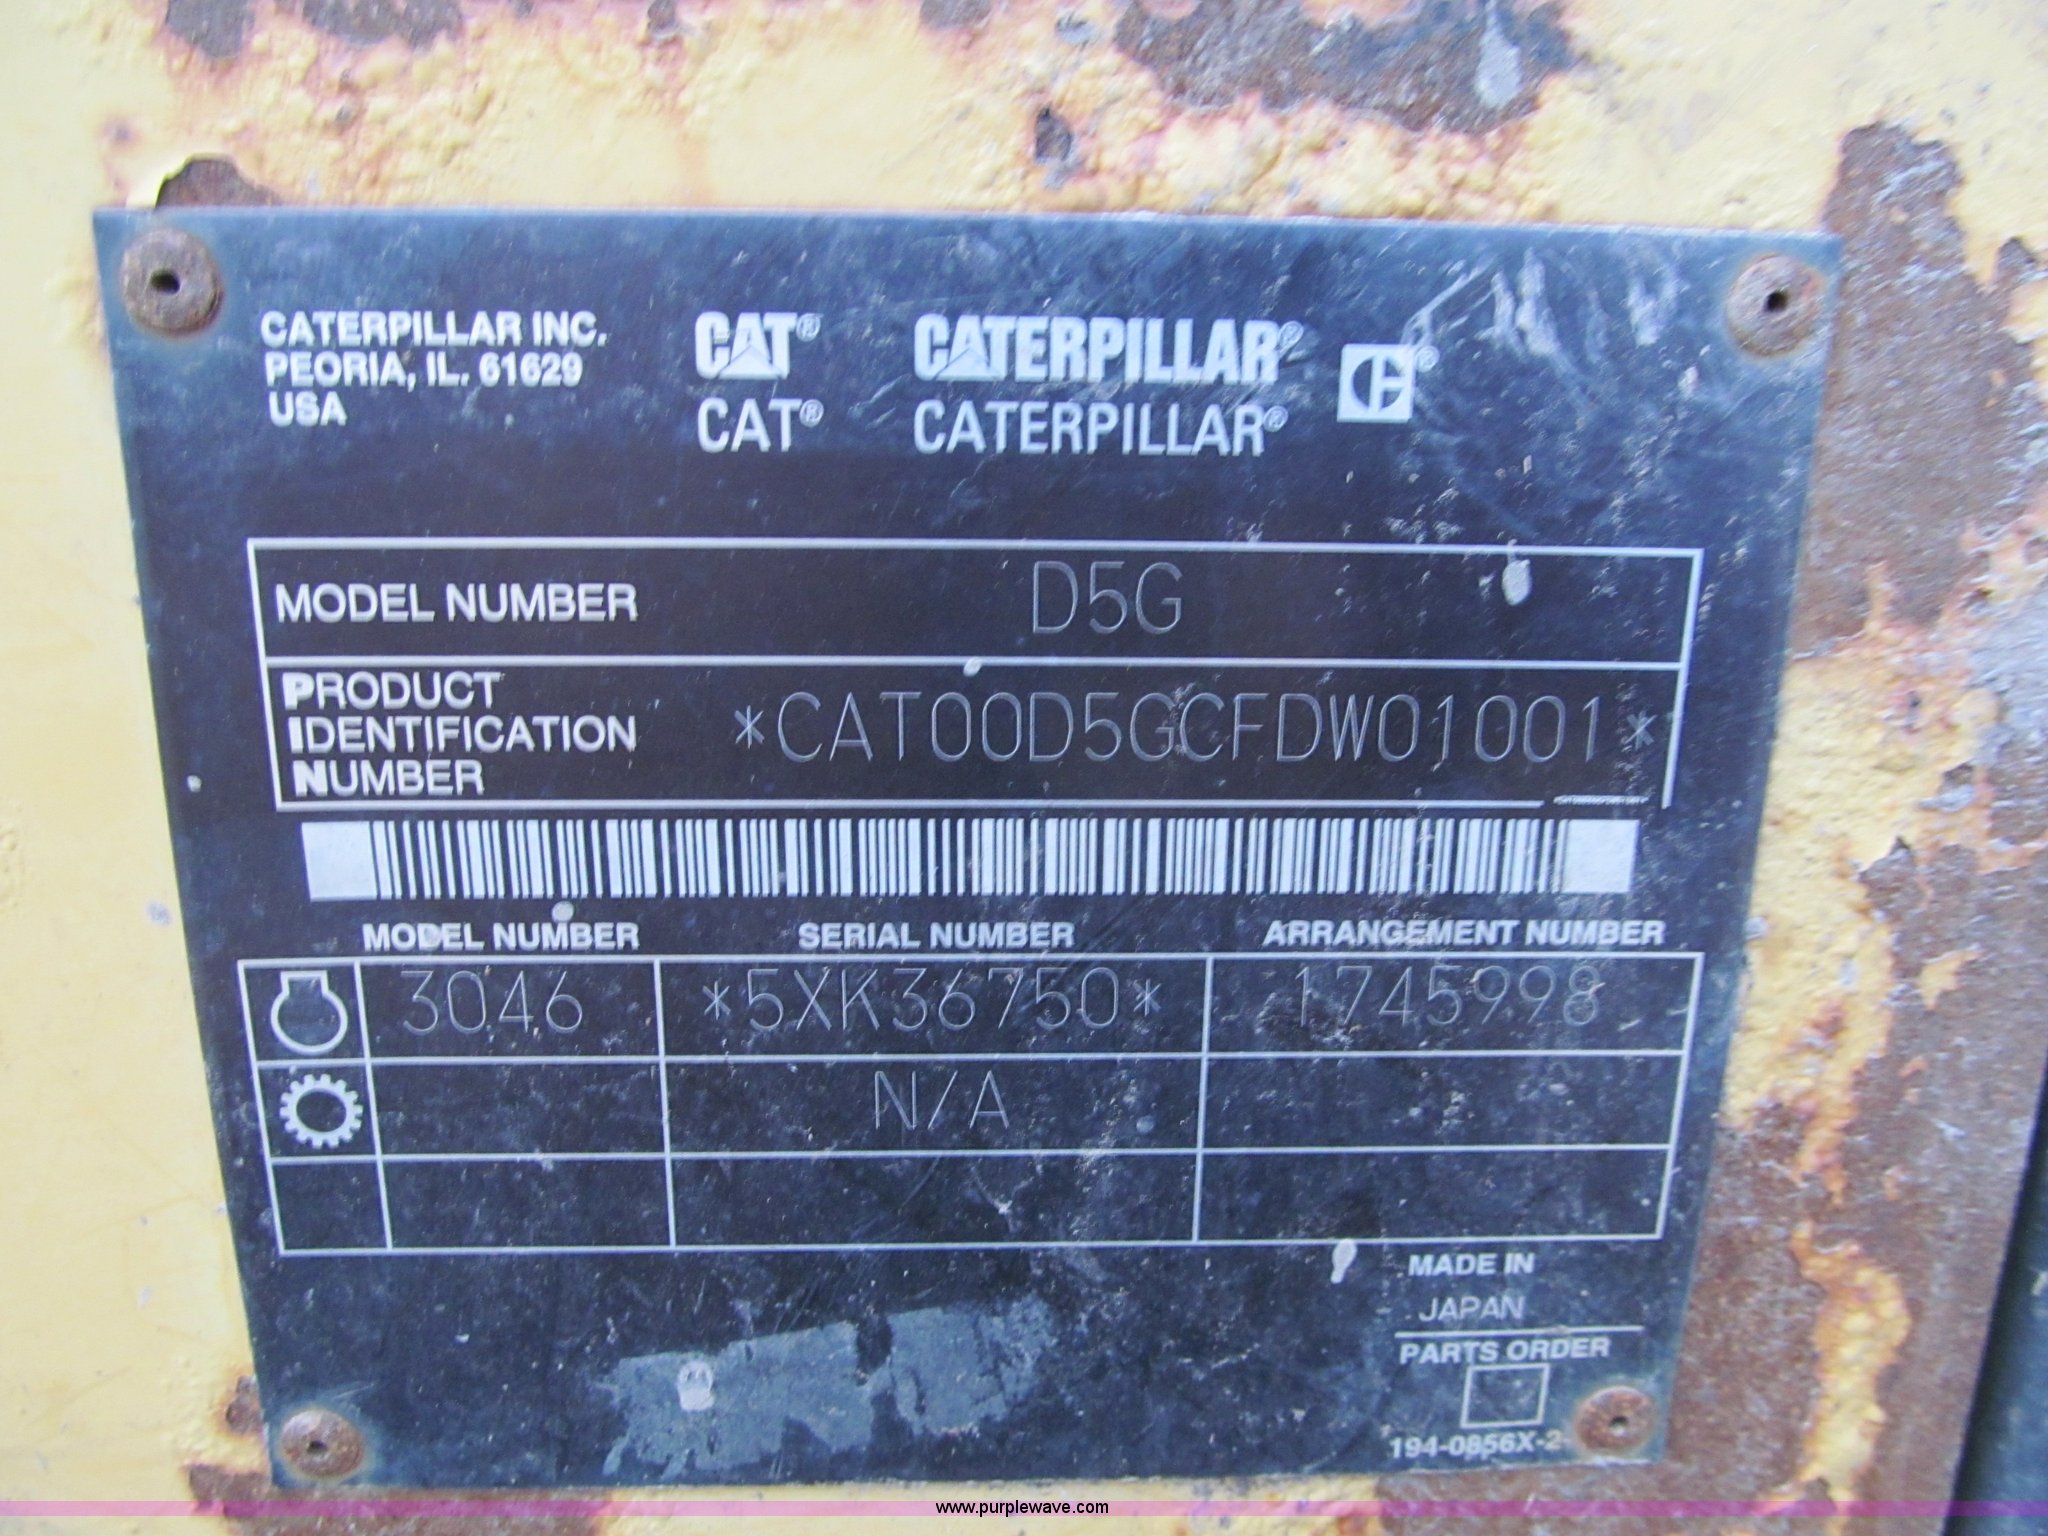 CATERPILLAR INC.
PEORIA, IL. 61629
USA
CAT® CATERPILLAR® C®
CAT® CATERPILLAR®
MODEL NUMBER D5G
PRODUCT
IDENTIFICATION
NUMBER
*CAT00D5GCFDW01001*
MODEL NUMBER SERIAL NUMBER ARRANGEMENT NUMBER
3046 *5XK36750* 1745998
N/A
MADE IN
JAPAN
PARTS ORDER
194-0856X-2
www.purplewave.com